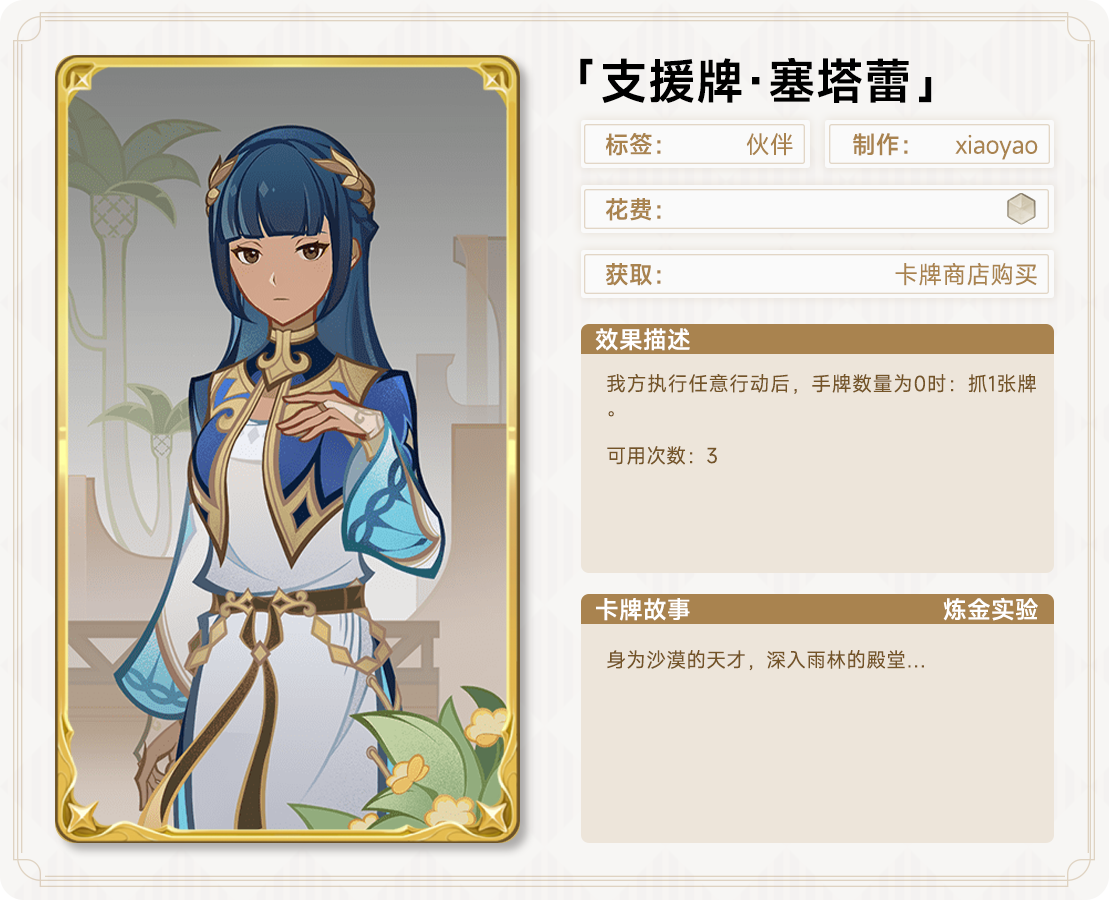 「支援牌·塞塔蕾」
标签： 伙伴 制作： xiaoyao
花费：
获取： 卡牌商店购买
效果描述
我方执行任意行动后，手牌数量为0时：抓1张牌
。
可用次数：3
卡牌故事 炼金实验
身为沙漠的天才，深入雨林的殿堂...